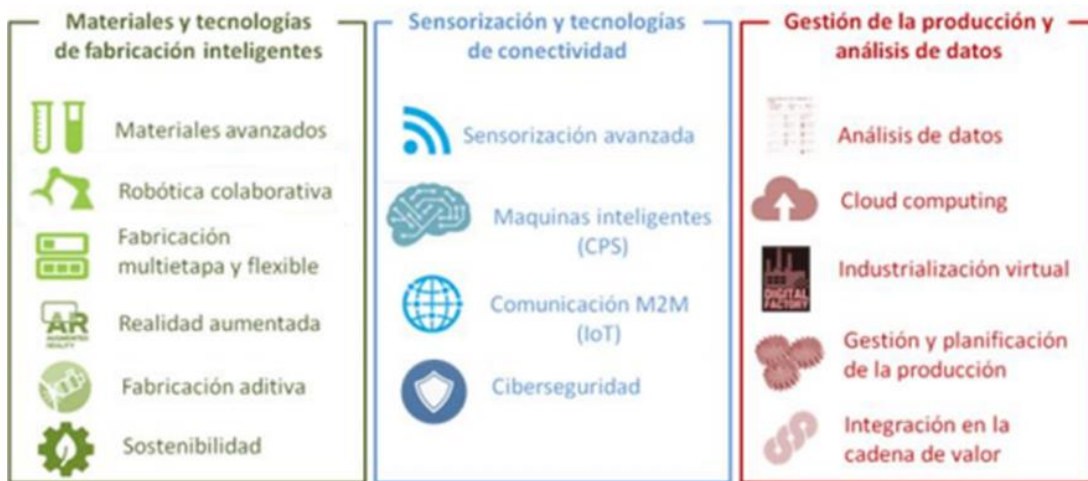 Materiales y tecnologías
de fabricación inteligentes
Materiales avanzados
Robótica colaborativa
Fabricación
multietapa y flexible
AR
AUGMENTED
REALITY
Realidad aumentada
Fabricación aditiva
Sostenibilidad
Sensorización y tecnologías
de conectividad
Sensorización avanzada
Maquinas inteligentes
(CPS)
Comunicación M2M
(IoT)
Ciberseguridad
Gestión de la producción y
análisis de datos
Análisis de datos
Cloud computing
DIGITAL
FACTORY
Industrialización virtual
Gestión y planificación
de la producción
Integración en la
cadena de valor